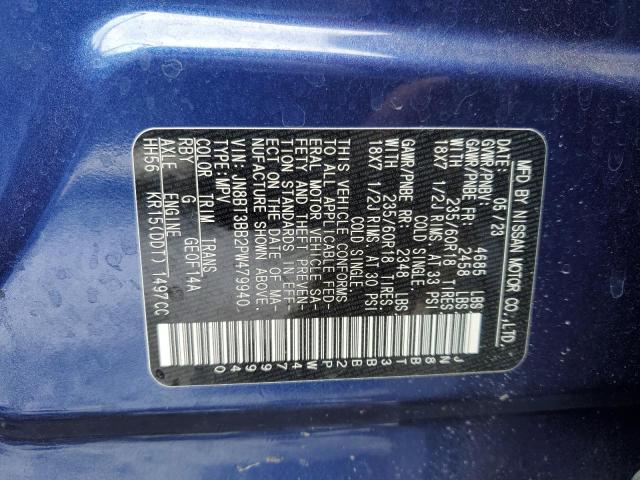 MFD BY NISSAN MOTOR CO.,LTD.
05/23
GVWR/PNBV: 4685 LBS.
GAWR/PNBE FR: 2458 LBS.
WITH 235/60R18 TIRES.
18X7 1/2J RIMS AT 33 PSI
COLD SINGLE.
GAWR/PNBE RR 2348 LBS.
WITH 235/60R18 TIRES.
18X7 1/2J RIMS AT 30 PSI
COLD SINGLE.
THIS VEHICLE CONFORMS
TO ALL APPLICABLE FED-
ERAL MOTOR VEHICLE SA-
FETY AND THEFT PREVEN-
TION STANDARDS IN EFF
ECT ON THE DATE OF MA-
NUFACTURE SHOWN ABOVE.
VIN:JN8BT3BB2PW479940
TYPE:MPV
COLOR TRIM TRANS
RBY G GE0F14A
AXLE ENGINE
HH56 KR15(DDT) 1497CC
JN8BT3BB2PW479940